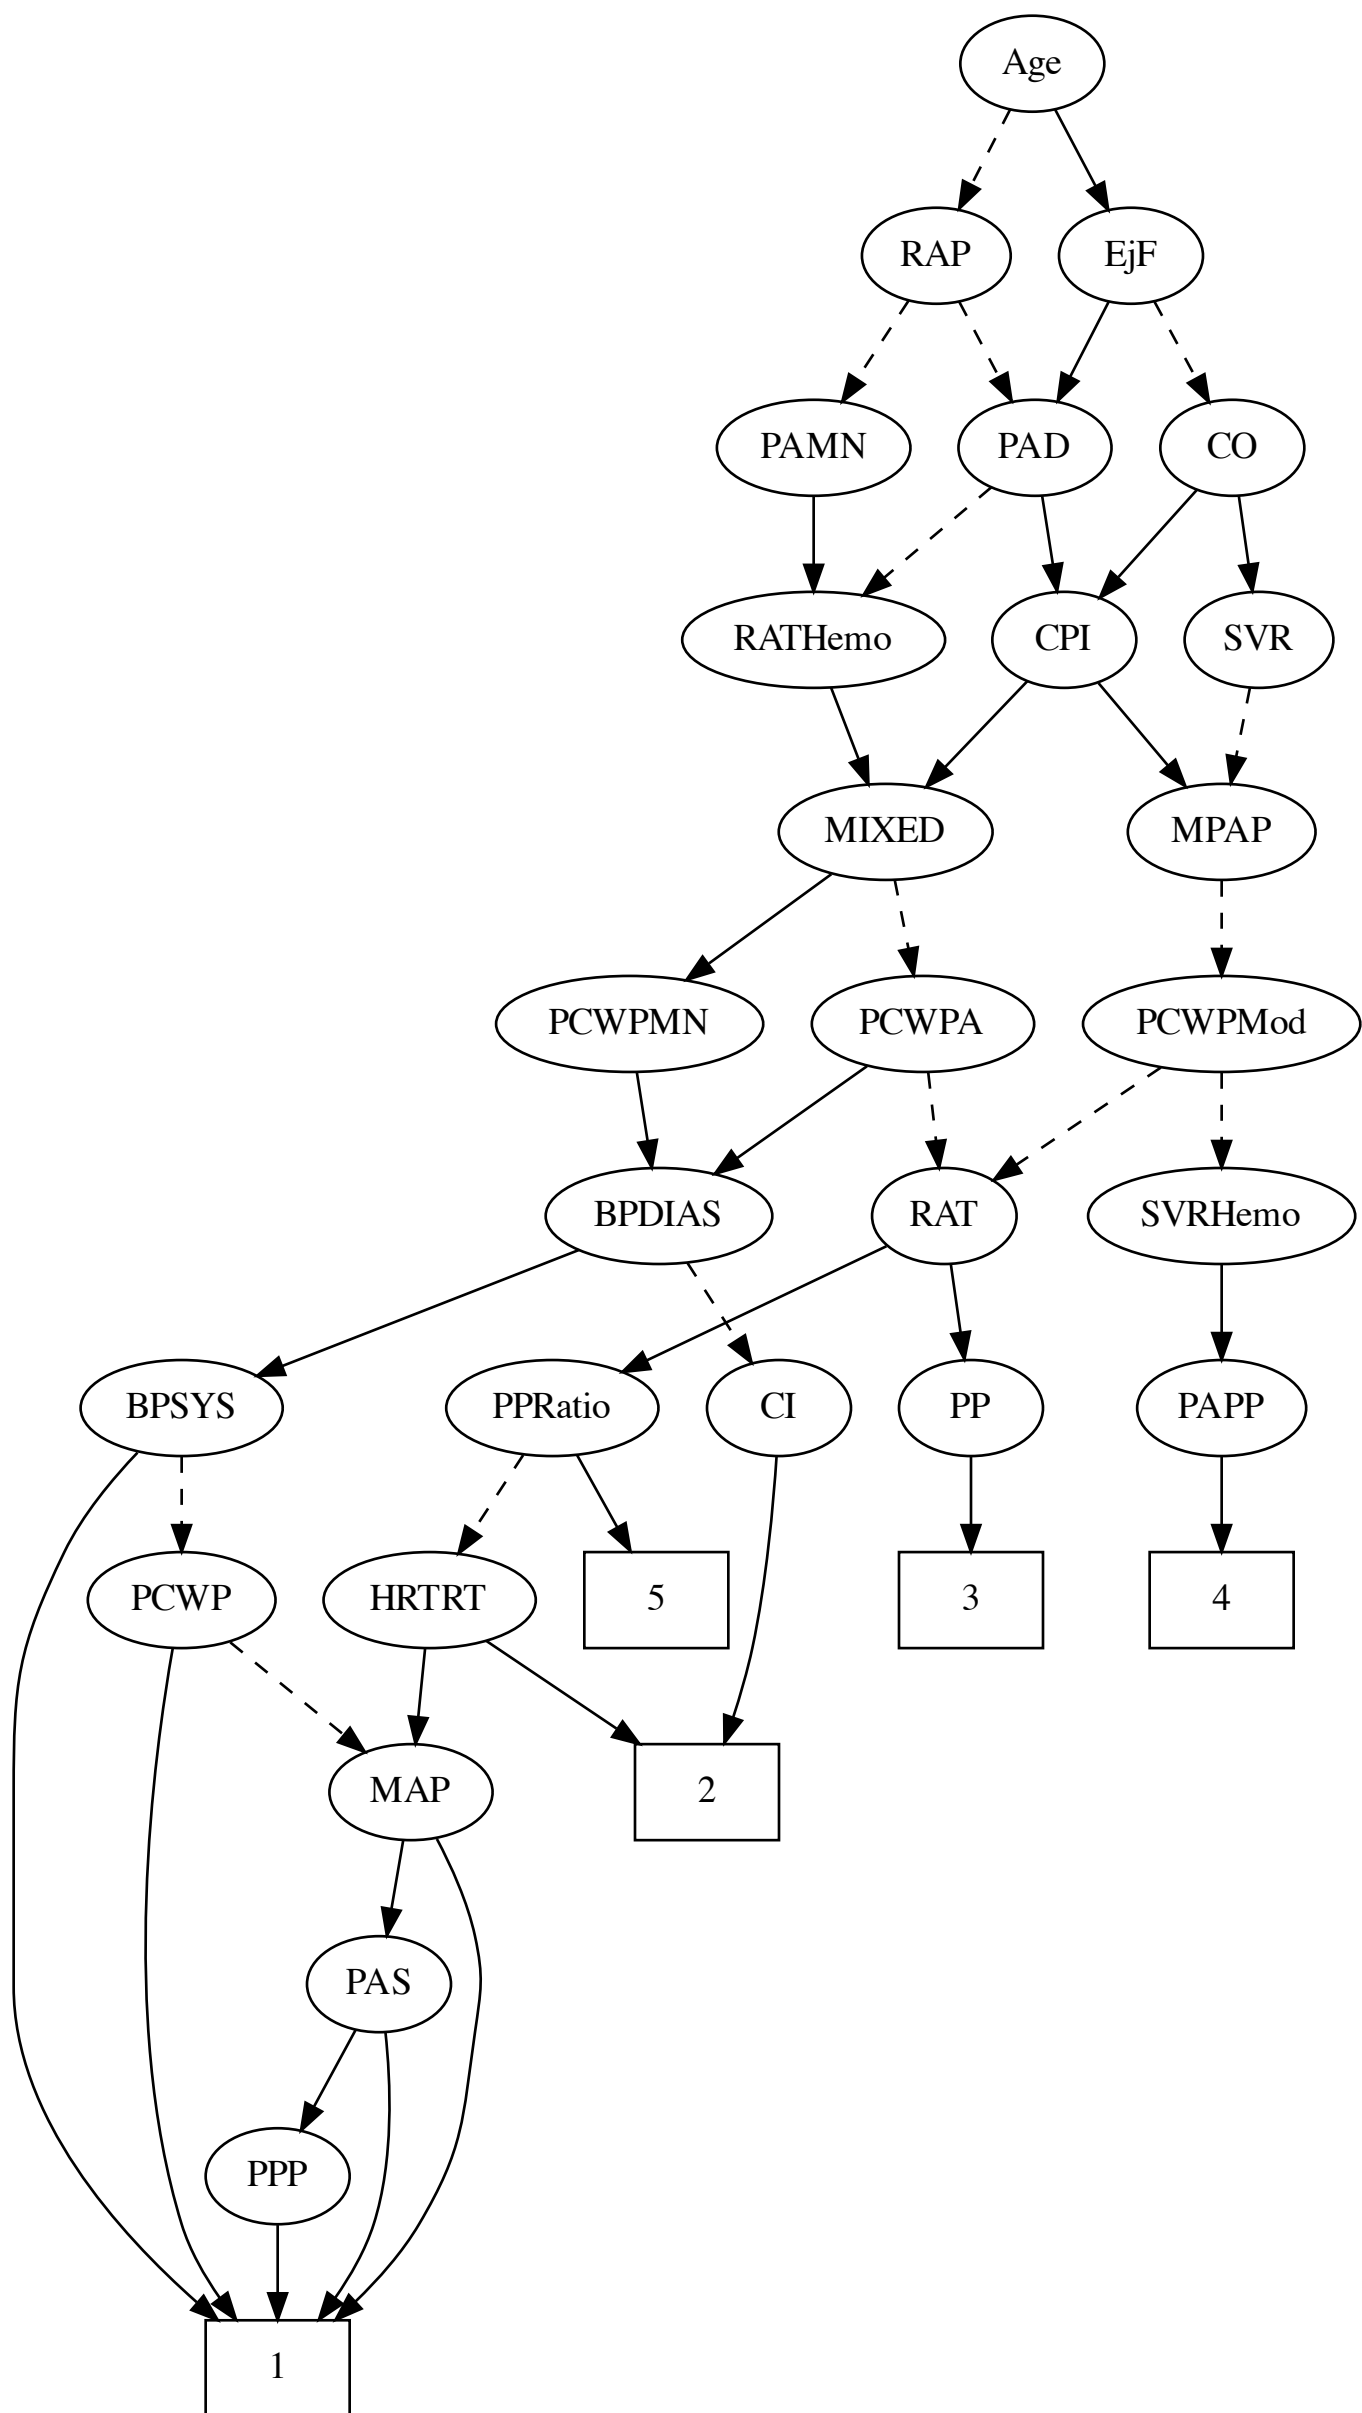 Age
RAP
EjF
PAMN
PAD
CO
RATHemo
CPI
SVR
MIXED
MPAP
PCWPMN
PCWPA
PCWPMod
BPDIAS
RAT
SVRHemo
BPSYS
PPRatio
CI
PP
PAPP
PCWP
HRTRT
5
3
4
MAP
2
PAS
PPP
1